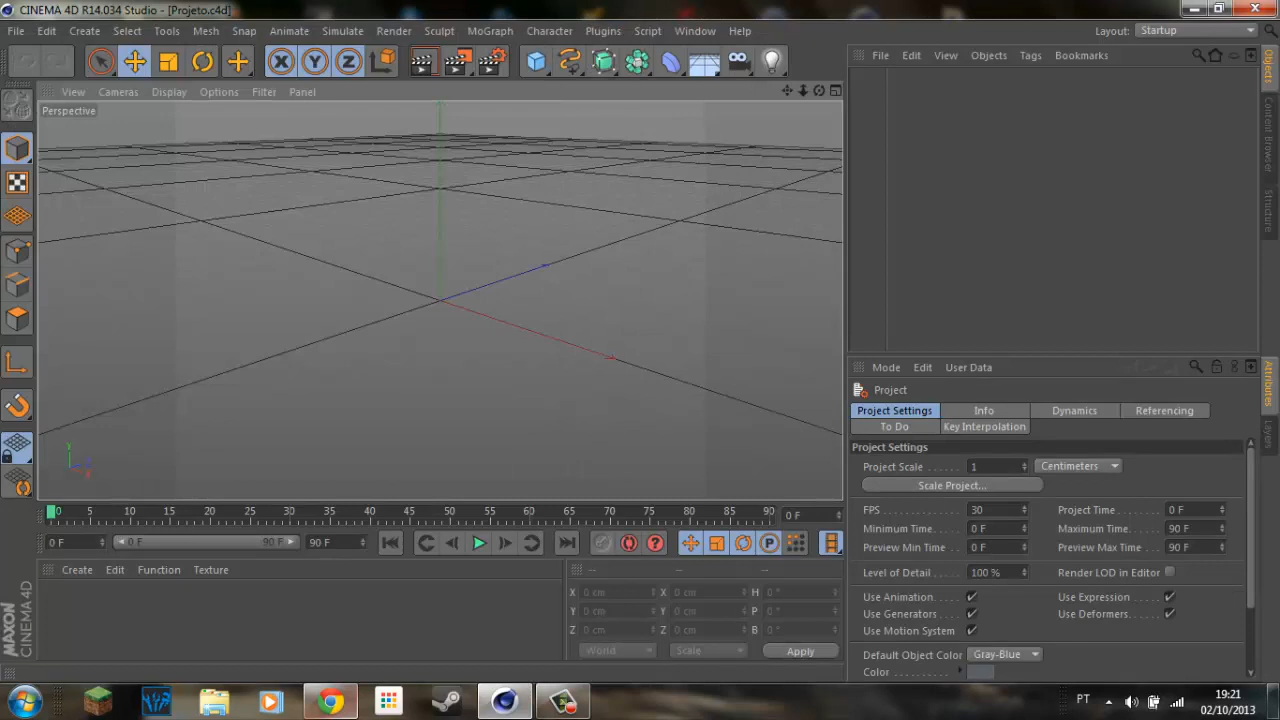 CINEMA 4D R14.034 Studio - [Projeto.c4d]
File Edit Create Select Tools Mesh Snap Animate Simulate Render Sculpt MoGraph Character Plugins Script Window Help Layout: Startup
X Y Z
File Edit View Objects Tags Bookmarks
View Cameras Display Options Filter Panel
Perspective
Objects
Content Browser
Structure
Mode Edit User Data
Project
Project Settings Info Dynamics Referencing
To Do Key Interpolation
Attributes
Layers
Project Settings
Project Scale 1 Centimeters
Scale Project...
FPS 30 Project Time 0 F
Minimum Time 0 F Maximum Time 90 F
Preview Min Time 0 F Preview Max Time 90 F
Level of Detail 100 % Render LOD in Editor
Use Animation Use Expression
Use Generators Use Deformers
Use Motion System
Default Object Color Gray-Blue
Color
Y
0 5 10 15 20 25 30 35 40 45 50 55 60 65 70 75 80 85 90 0 F
0 F 0 F 90 F 90 F
P
Create Edit Function Texture
-- -- --
X 0 cm X 0 cm H 0 °
Y 0 cm Y 0 cm P 0 °
Z 0 cm Z 0 cm B 0 °
World Scale Apply
MAXON
CINEMA 4D
PT 19:21
02/10/2013